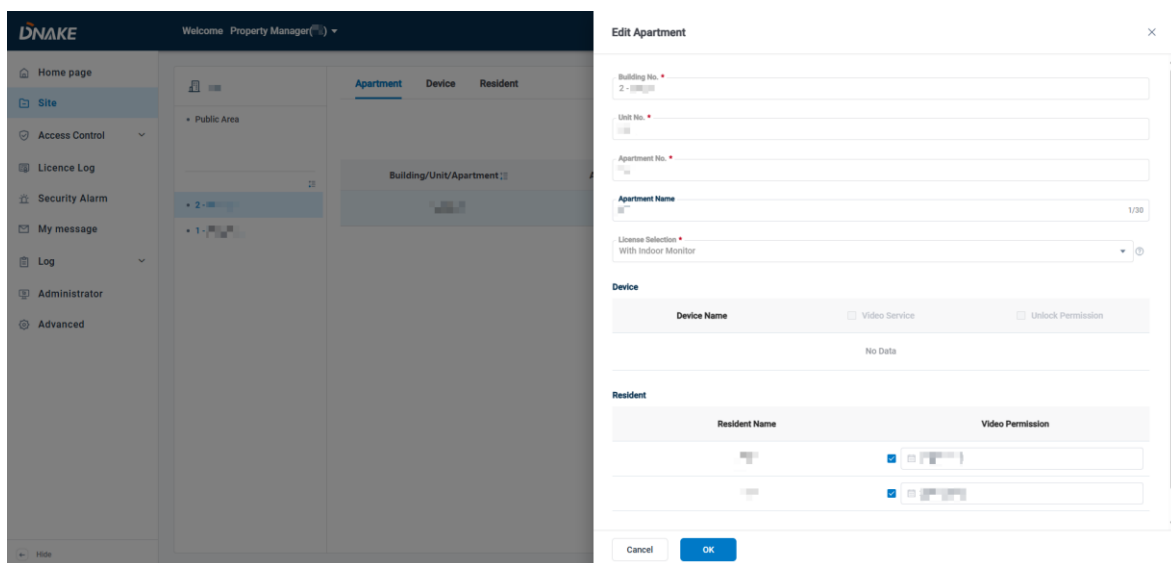 DNAKE
Welcome Property Manager( ) ▾
Home page
Site
Access Control
Licence Log
Security Alarm
My message
Log
Administrator
Advanced
Hide
• Public Area
• 2 -
• 1 -
Apartment Device Resident
Building/Unit/Apartment
Edit Apartment
Building No. *
2 -
Unit No. *
Apartment No. *
Apartment Name
1/30
License Selection *
With Indoor Monitor
Device
Device Name Video Service Unlock Permission
No Data
Resident
Resident Name Video Permission
Cancel OK